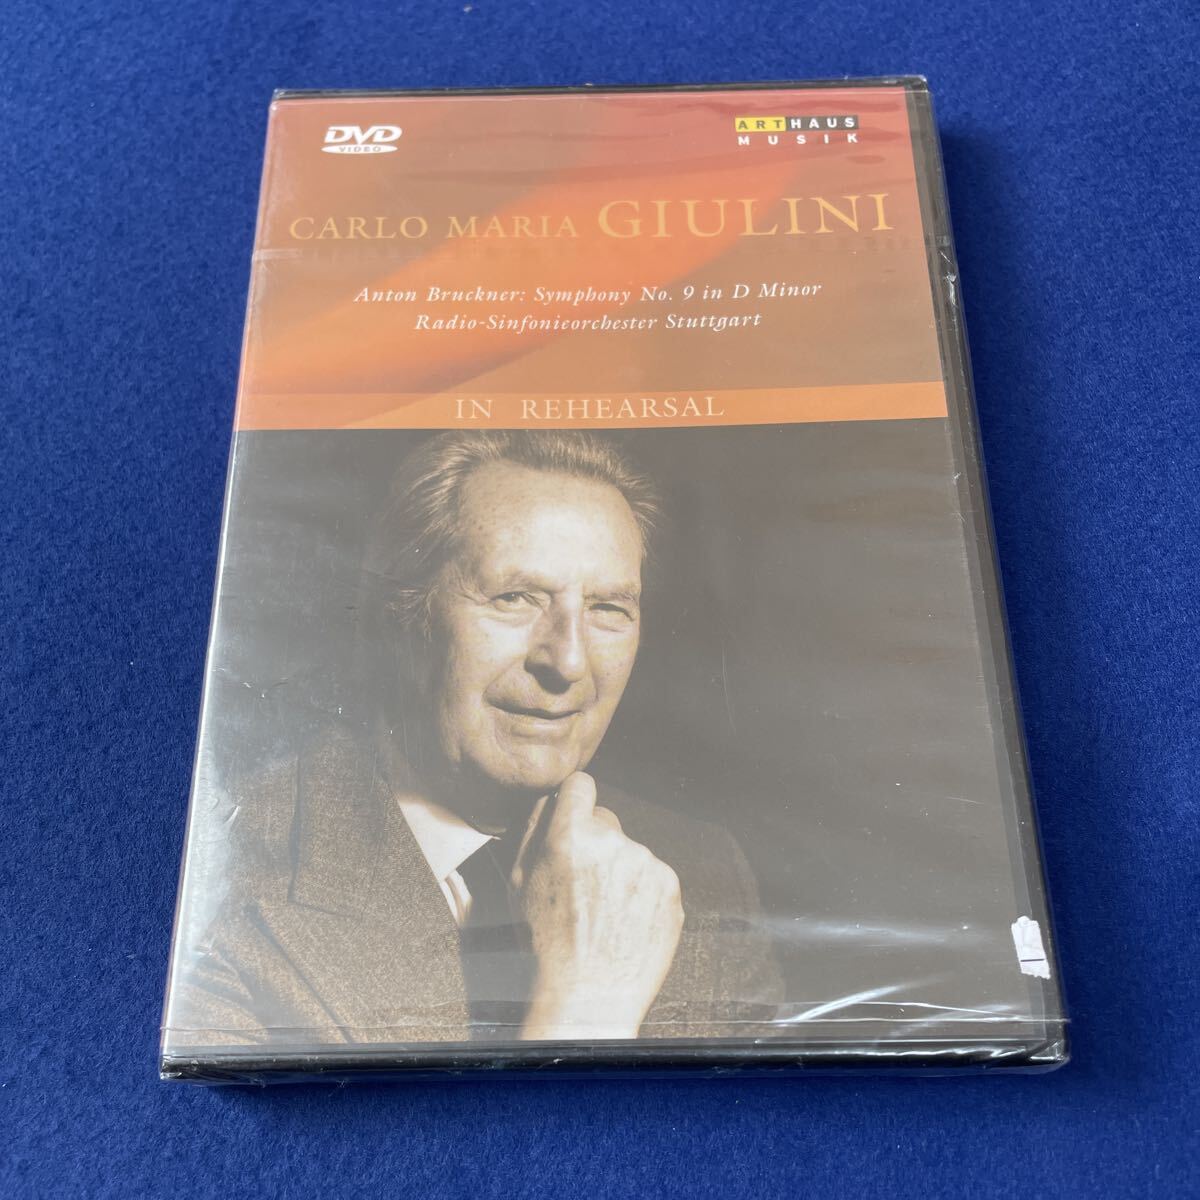 DVD
VIDEO
ARTHAUS
MUSIK
CARLO MARIA GIULINI
Anton Bruckner: Symphony No. 9 in D Minor
Radio-Sinfonieorchester Stuttgart
IN REHEARSAL